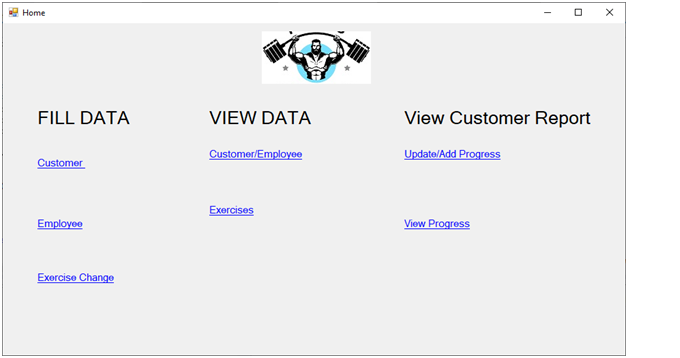 Home
FILL DATA
Customer
Employee
Exercise Change
VIEW DATA
Customer/Employee
Exercises
View Customer Report
Update/Add Progress
View Progress